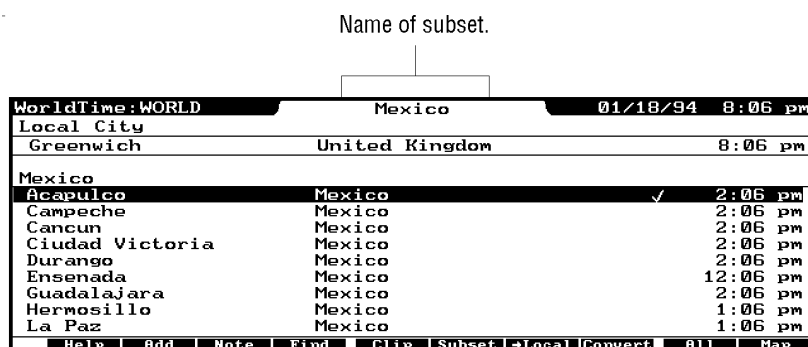 Name of subset.
WorldTime:WORLD Mexico 01/18/94 8:06 pm
Local City
Greenwich United Kingdom 8:06 pm
Mexico
Acapulco Mexico ✓ 2:06 pm
Campeche Mexico 2:06 pm
Cancun Mexico 2:06 pm
Ciudad Victoria Mexico 2:06 pm
Durango Mexico 2:06 pm
Ensenada Mexico 12:06 pm
Guadalajara Mexico 2:06 pm
Hermosillo Mexico 1:06 pm
La Paz Mexico 1:06 pm
Help Add Note Find Clip Subset →Local Convert All Map